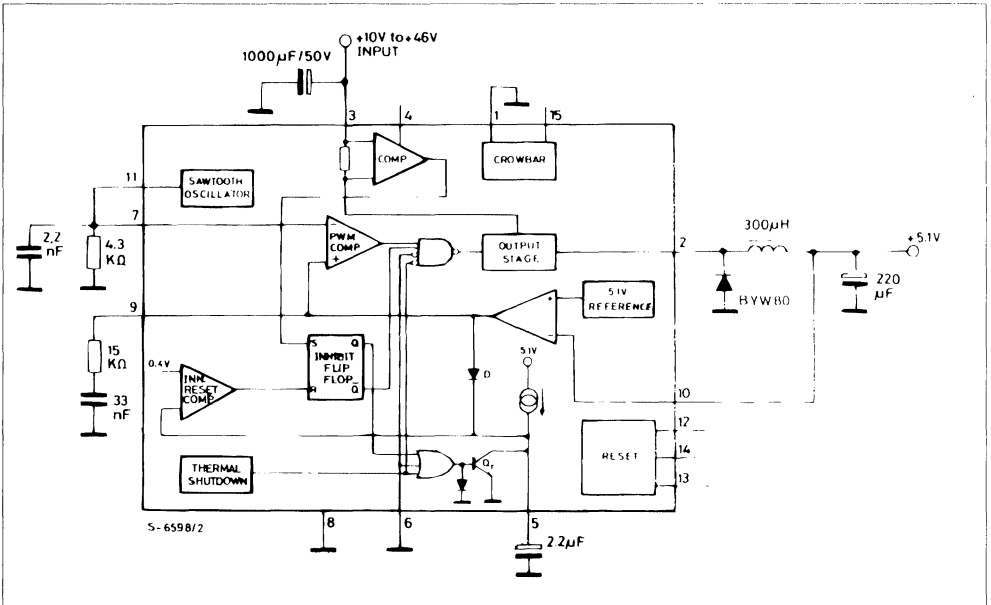 +10V to +46V
INPUT
1000µF/50V
3
4
1
15
COMP
CROWBAR
11
SAWTOOTH
OSCILLATOR
7
2,2
nF
4.3
KΩ
-
PWM
COMP
+
OUTPUT
STAGE
2
300µH
+5.1V
BYW80
220
µF
9
+
-
5.1V
REFERENCE
15
KΩ
33
nF
0.4V
INH.
RESET
COMP
S
Q
INHIBIT
FLIP
FLOP
R
Q̅
D
5.1V
10
12
14
13
RESET
THERMAL
SHUTDOWN
Qr
S-6598/2
8
6
5
2.2µF